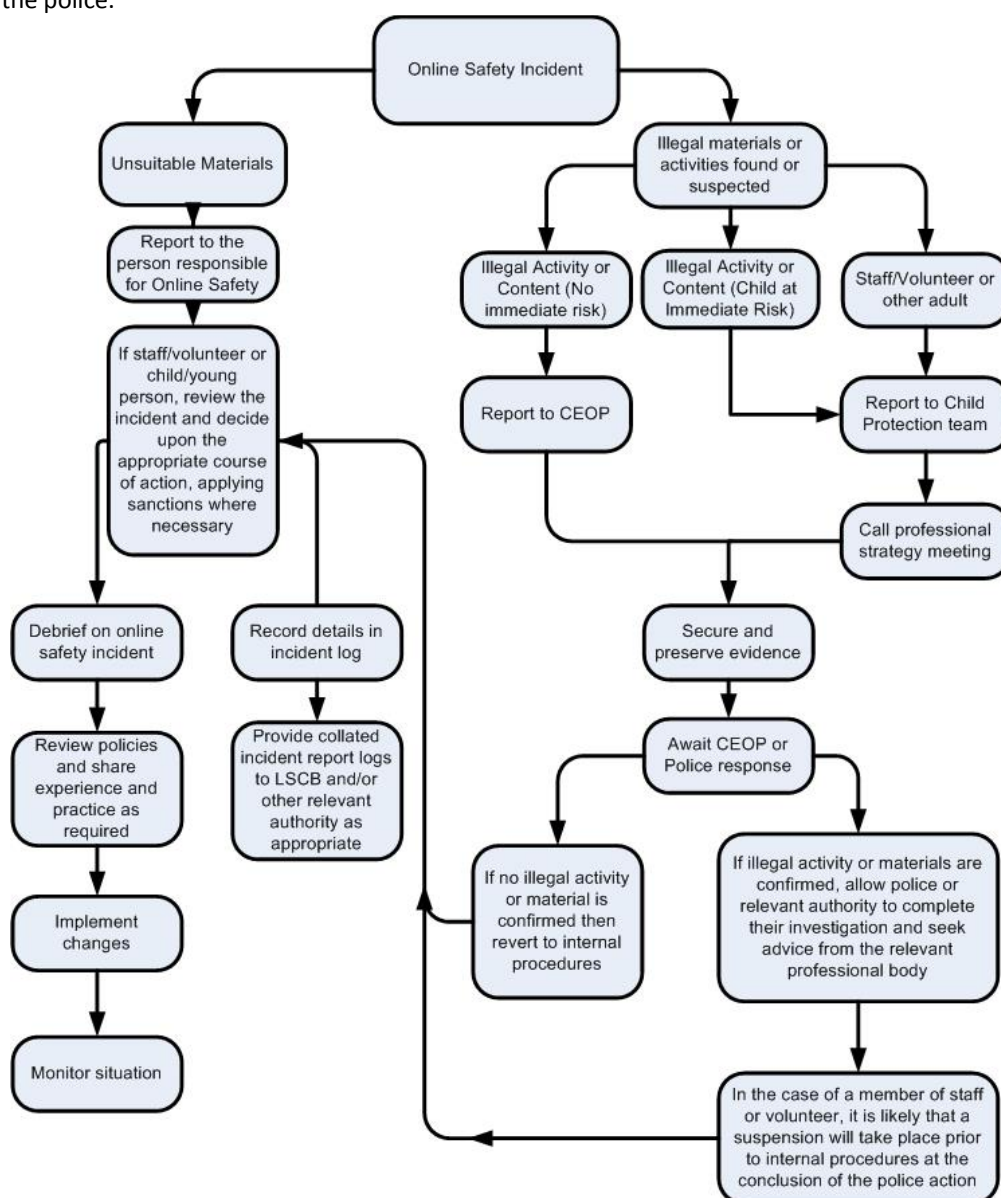 the police.
Online Safety Incident
Unsuitable Materials
Illegal materials or
activities found or
suspected
Report to the
person responsible
for Online Safety
Illegal Activity or
Content (No
immediate risk)
Illegal Activity or
Content (Child at
Immediate Risk)
Staff/Volunteer or
other adult
If staff/volunteer or
child/young
person, review the
incident and decide
upon the
appropriate course
of action, applying
sanctions where
necessary
Report to CEOP
Report to Child
Protection team
Call professional
strategy meeting
Debrief on online
safety incident
Record details in
incident log
Secure and
preserve evidence
Review policies
and share
experience and
practice as
required
Provide collated
incident report logs
to LSCB and/or
other relevant
authority as
appropriate
Await CEOP or
Police response
If no illegal activity
or material is
confirmed then
revert to internal
procedures
If illegal activity or materials are
confirmed, allow police or
relevant authority to complete
their investigation and seek
advice from the relevant
professional body
Implement
changes
Monitor situation
In the case of a member of staff
or volunteer, it is likely that a
suspension will take place prior
to internal procedures at the
conclusion of the police action